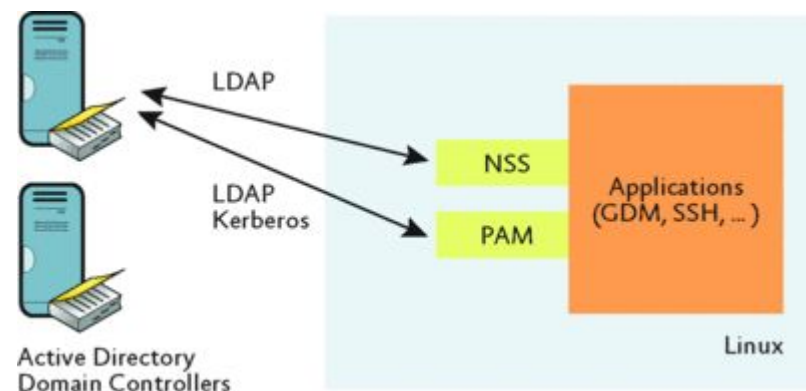 LDAP
LDAP
Kerberos
NSS
PAM
Applications
(GDM, SSH, ... )
Linux
Active Directory
Domain Controllers